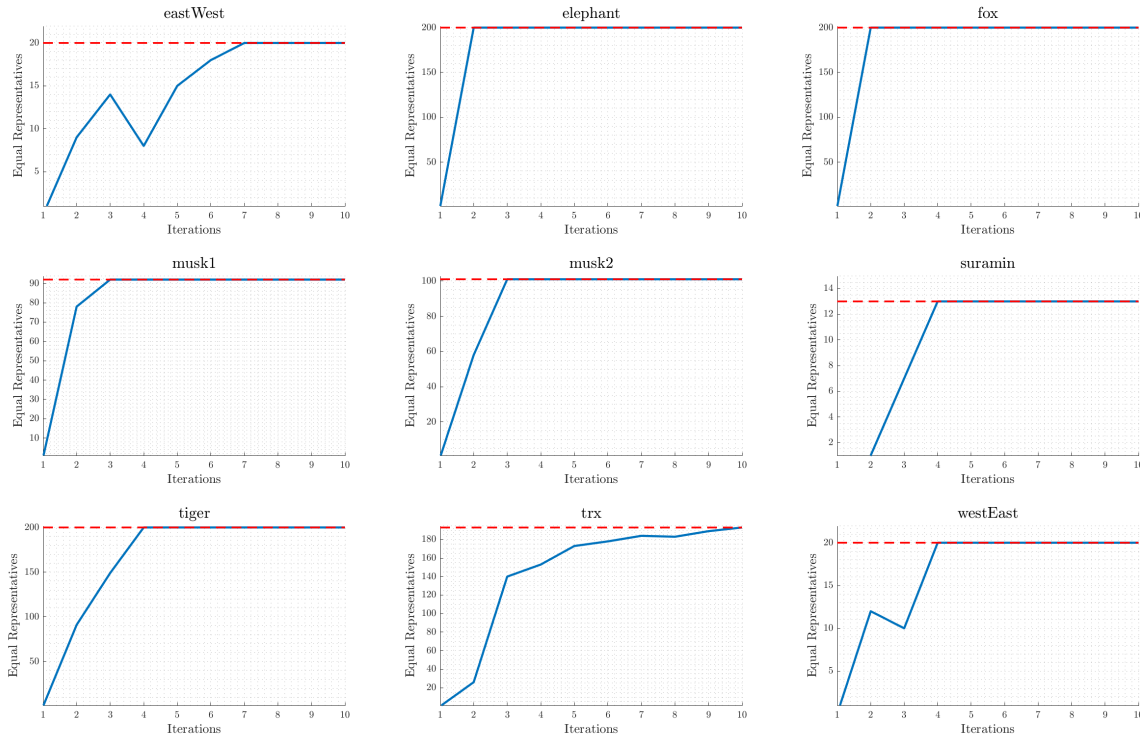 eastWest
Equal Representatives
20
15
10
5
1 2 3 4 5 6 7 8 9 10
Iterations
elephant
Equal Representatives
200
150
100
50
1 2 3 4 5 6 7 8 9 10
Iterations
fox
Equal Representatives
200
150
100
50
1 2 3 4 5 6 7 8 9 10
Iterations
musk1
Equal Representatives
90
80
70
60
50
40
30
20
10
1 2 3 4 5 6 7 8 9 10
Iterations
musk2
Equal Representatives
100
80
60
40
20
1 2 3 4 5 6 7 8 9 10
Iterations
suramin
Equal Representatives
14
12
10
8
6
4
2
1 2 3 4 5 6 7 8 9 10
Iterations
tiger
Equal Representatives
200
150
100
50
1 2 3 4 5 6 7 8 9 10
Iterations
trx
Equal Representatives
180
160
140
120
100
80
60
40
20
1 2 3 4 5 6 7 8 9 10
Iterations
westEast
Equal Representatives
20
15
10
5
1 2 3 4 5 6 7 8 9 10
Iterations